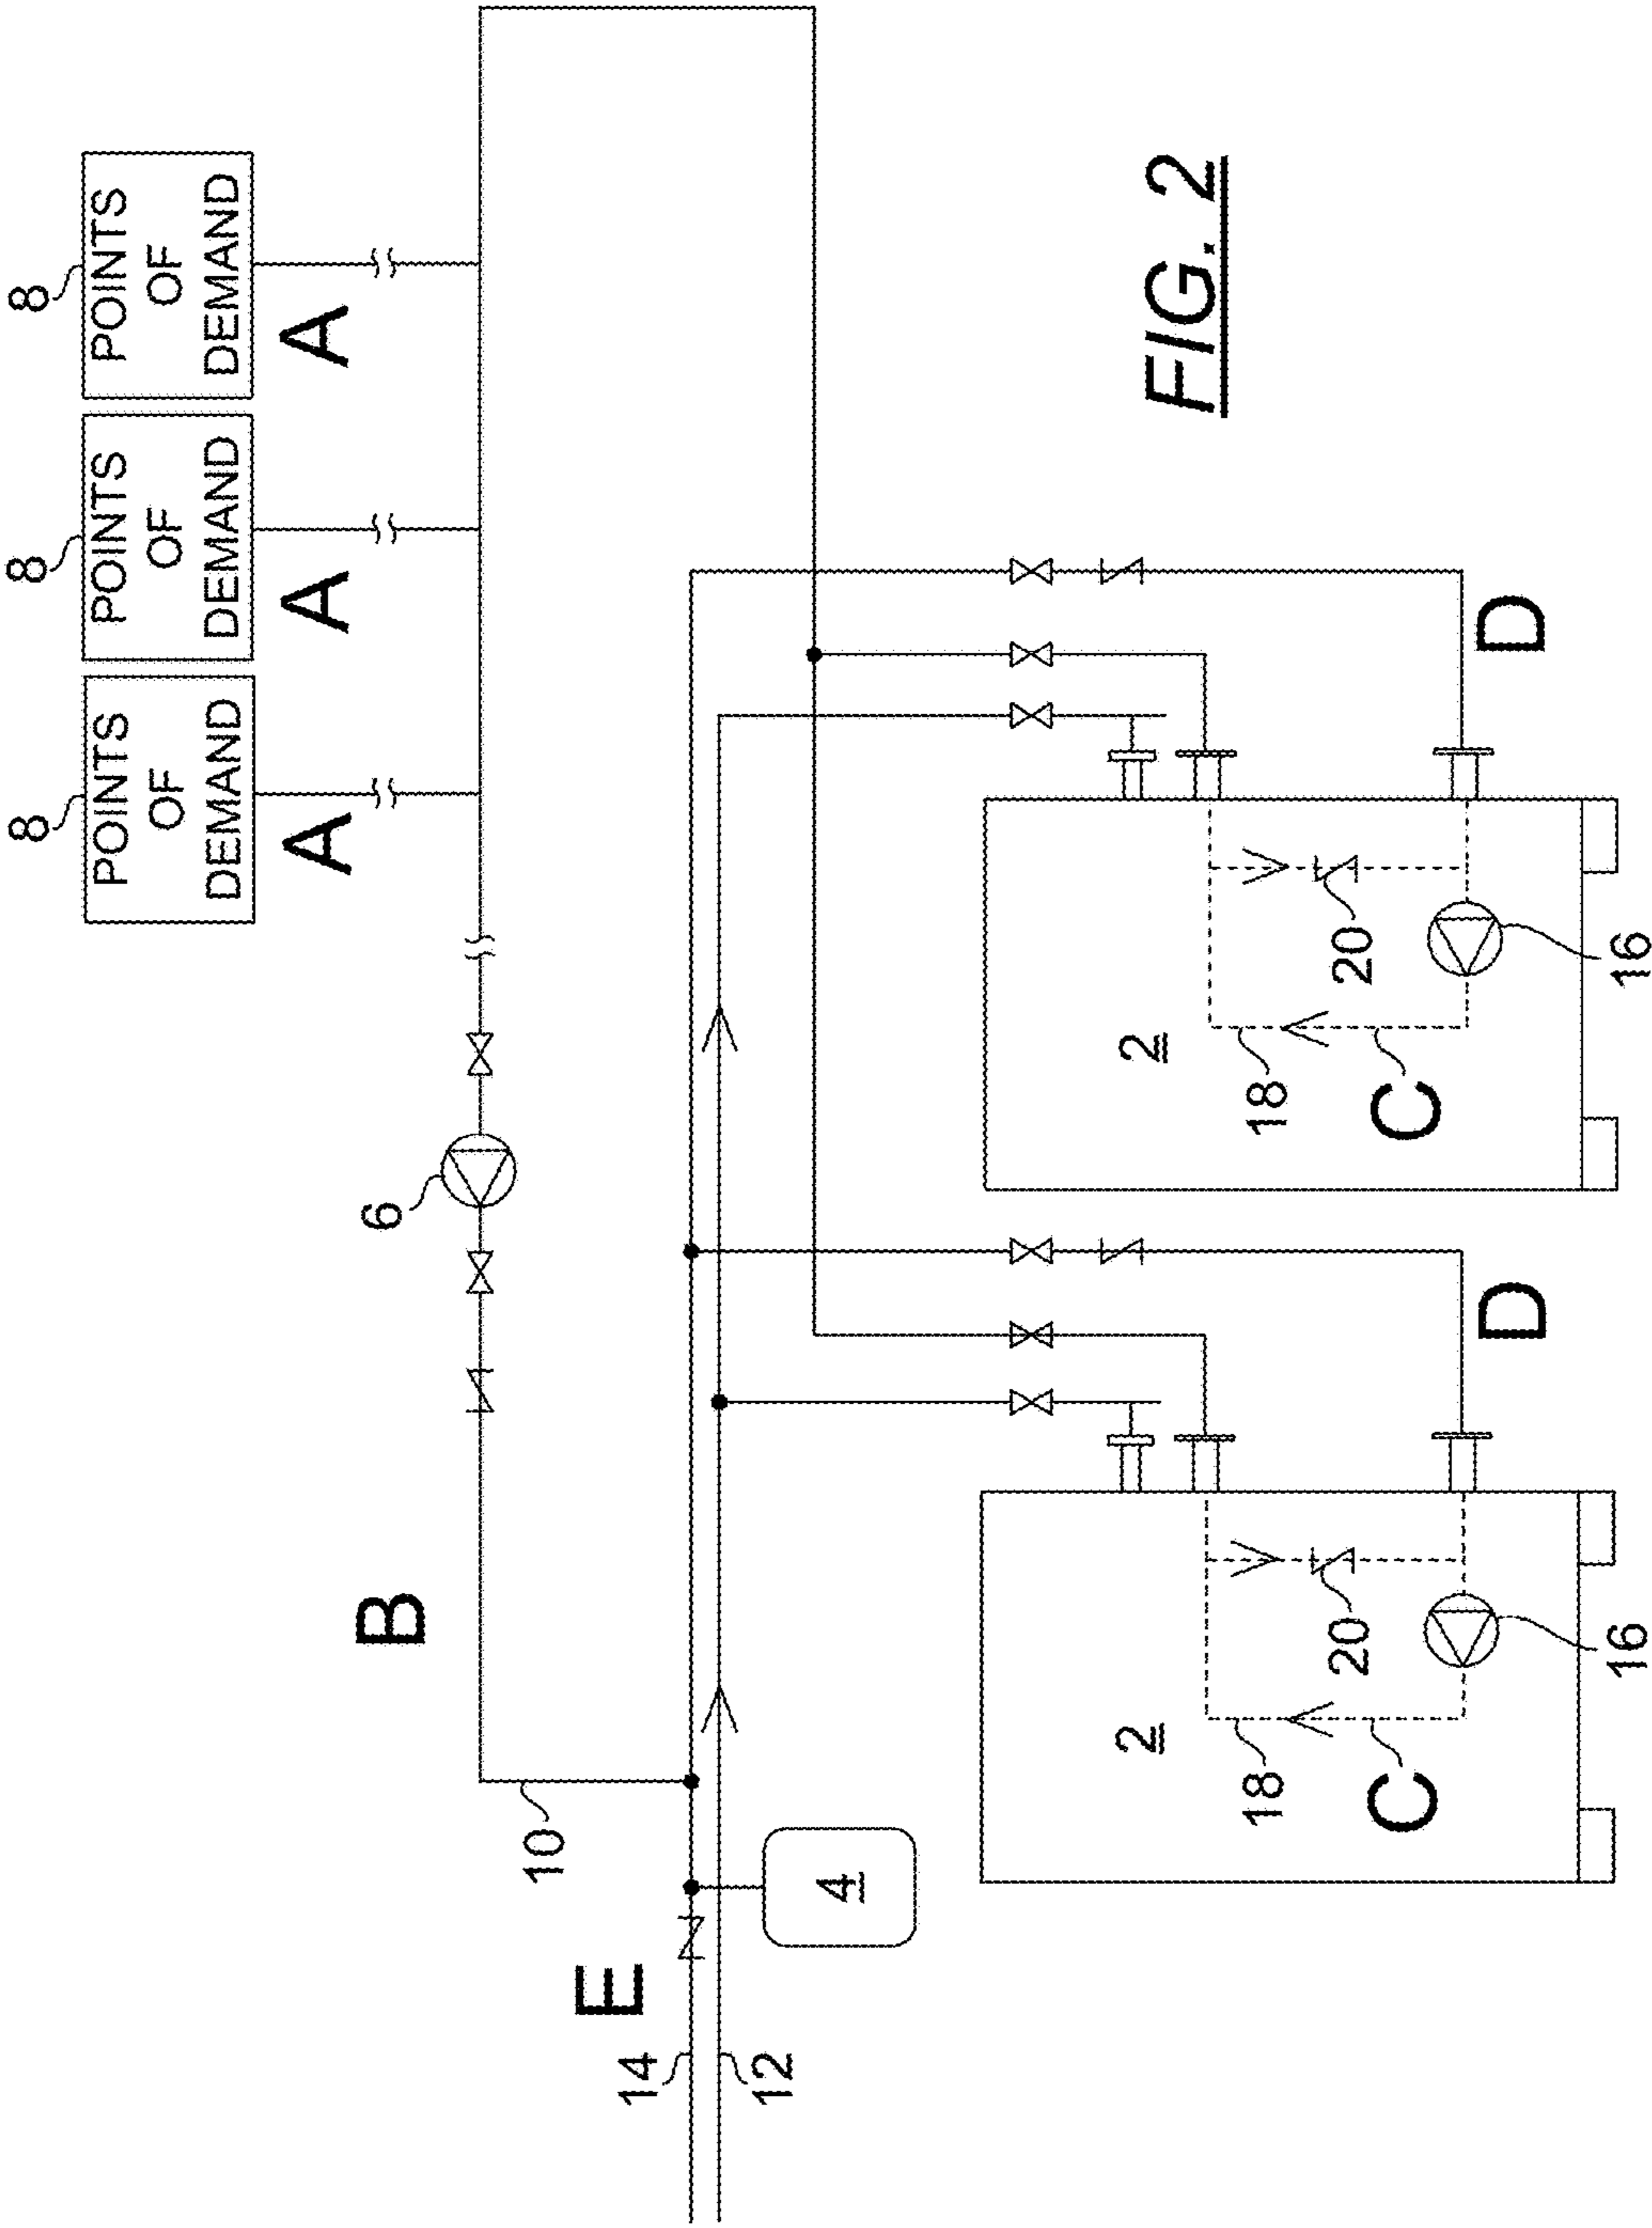 8
POINTS
OF
DEMAND
A
8
POINTS
OF
DEMAND
A
8
POINTS
OF
DEMAND
A
6
B
10
E
14
12
4
2
18
C
20
16
D
2
18
C
20
16
D
FIG. 2